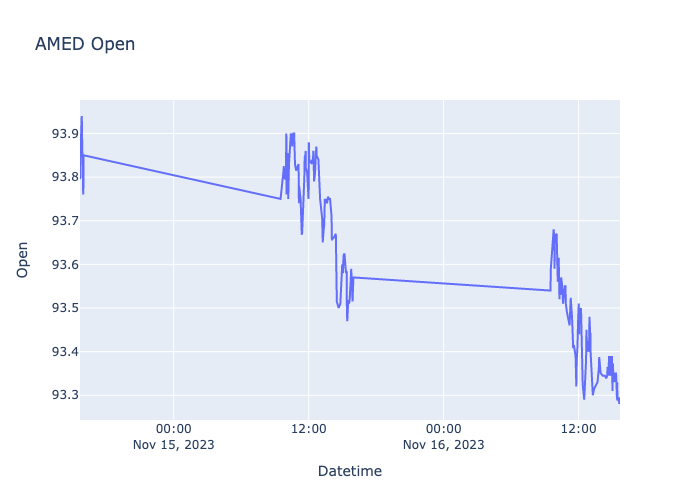 AMED Open
93.9
93.8
93.7
93.6
93.5
93.4
93.3
Open
00:00
Nov 15, 2023
12:00
00:00
Nov 16, 2023
12:00
Datetime